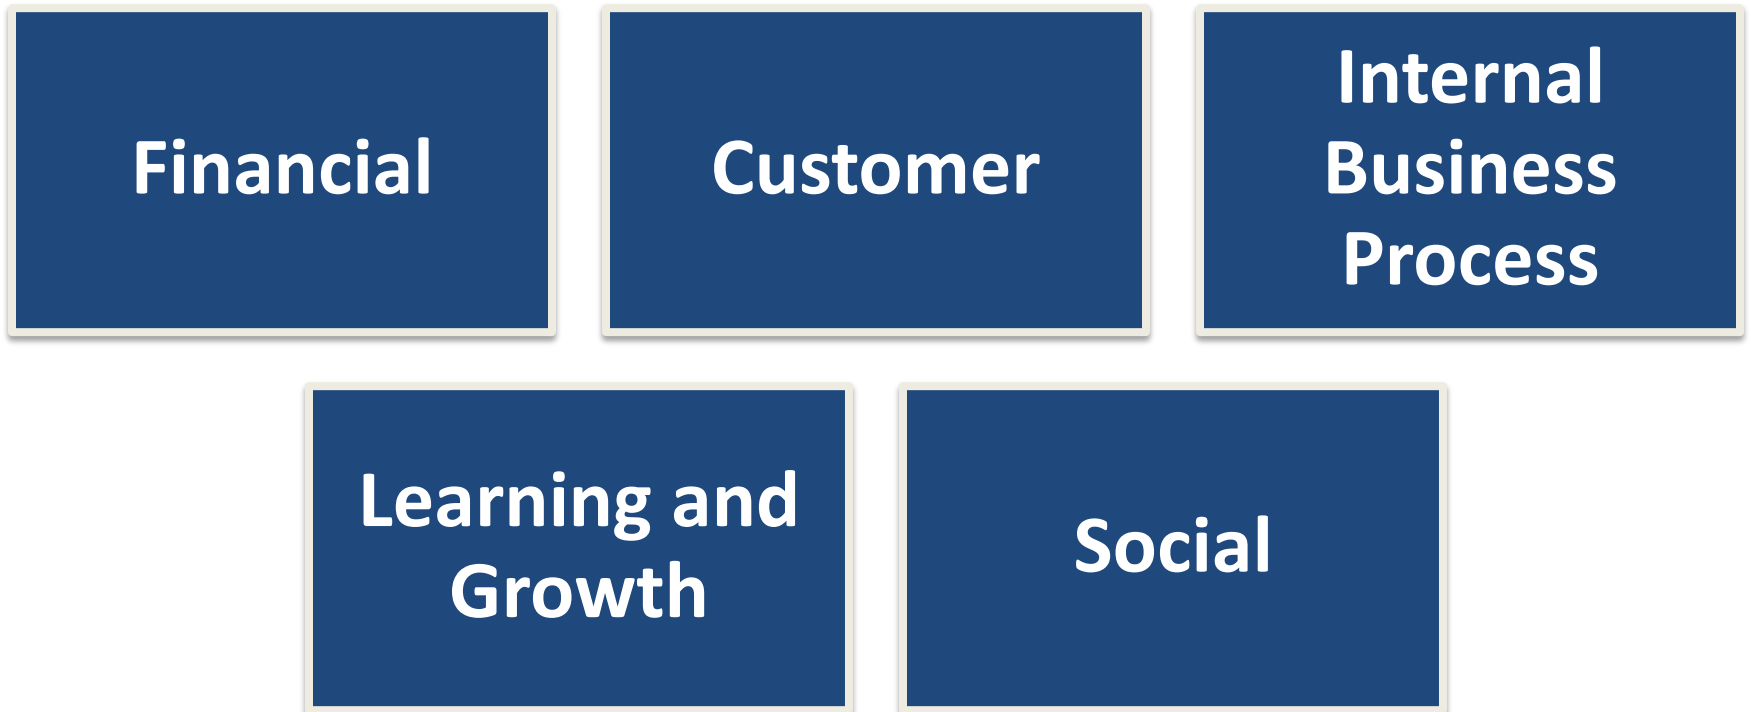 Financial
Customer
Internal
Business
Process
Learning and
Growth
Social